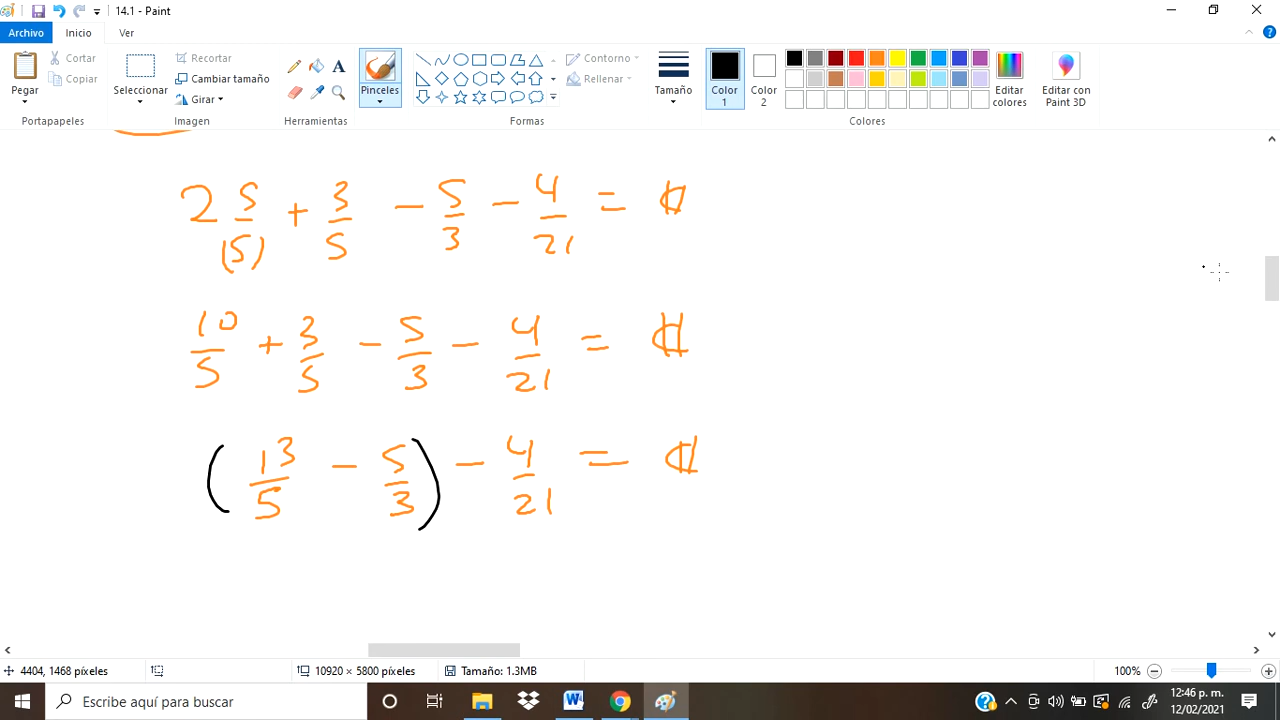 14.1 - Paint
Archivo Inicio Ver
Pegar
Cortar
Copiar
Portapapeles
Seleccionar
Recortar
Cambiar tamaño
Girar
Imagen
A
Herramientas
Pinceles
Contorno
Rellenar
Formas
Tamaño
Color 1
Color 2
Editar colores
Editar con Paint 3D
Colores
2 5/(5) + 3/5 - 5/3 - 4/21 =
10/5 + 3/5 - 5/3 - 4/21 =
(13/5 - 5/3) - 4/21 =
4404, 1468 píxeles 10920 × 5800 píxeles Tamaño: 1.3MB 100%
Escribe aquí para buscar
12:46 p. m.
12/02/2021